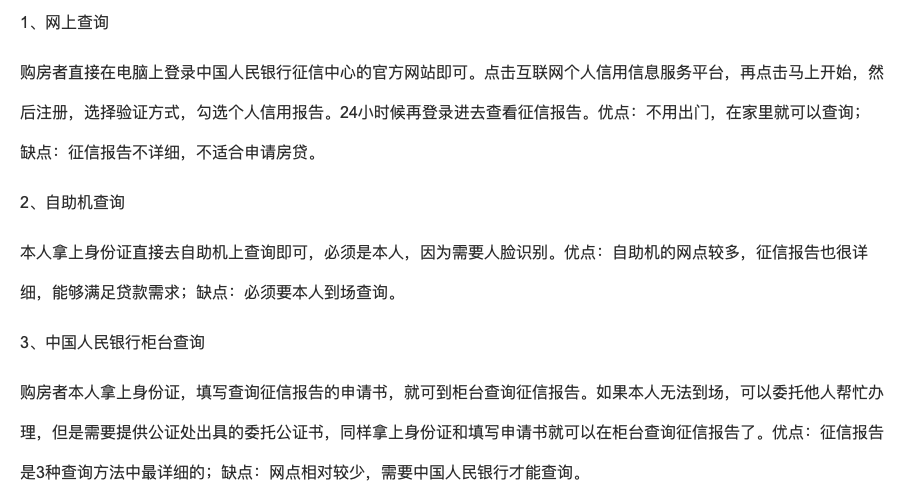 1、网上查询
购房者直接在电脑上登录中国人民银行征信中心的官方网站即可。点击互联网个人信用信息服务平台，再点击马上开始，然
后注册，选择验证方式，勾选个人信用报告。24小时候再登录进去查看征信报告。优点：不用出门，在家里就可以查询；
缺点：征信报告不详细，不适合申请房贷。
2、自助机查询
本人拿上身份证直接去自助机上查询即可，必须是本人，因为需要人脸识别。优点：自助机的网点较多，征信报告也很详
细，能够满足贷款需求；缺点：必须要本人到场查询。
3、中国人民银行柜台查询
购房者本人拿上身份证，填写查询征信报告的申请书，就可到柜台查询征信报告。如果本人无法到场，可以委托他人帮忙办
理，但是需要提供公证处出具的委托公证书，同样拿上身份证和填写申请书就可以在柜台查询征信报告了。优点：征信报告
是3种查询方法中最详细的；缺点：网点相对较少，需要中国人民银行才能查询。